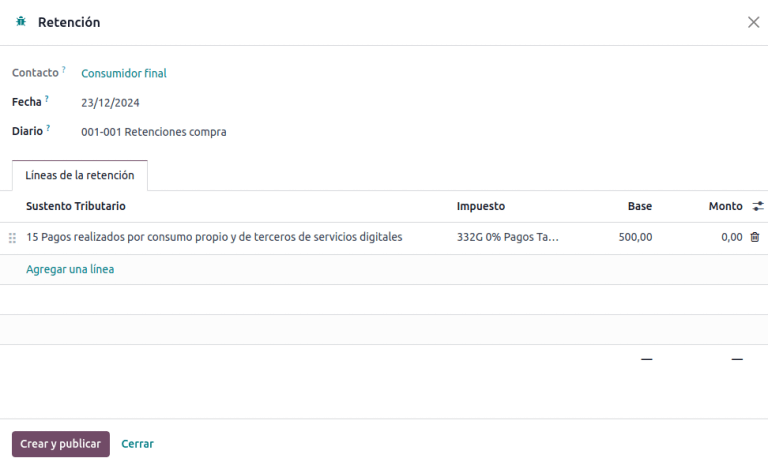 Retención
Contacto ? Consumidor final
Fecha ? 23/12/2024
Diario ? 001-001 Retenciones compra
Líneas de la retención
Sustento Tributario Impuesto Base Monto
15 Pagos realizados por consumo propio y de terceros de servicios digitales 332G 0% Pagos Ta... 500,00 0,00
Agregar una línea
— —
Crear y publicar Cerrar